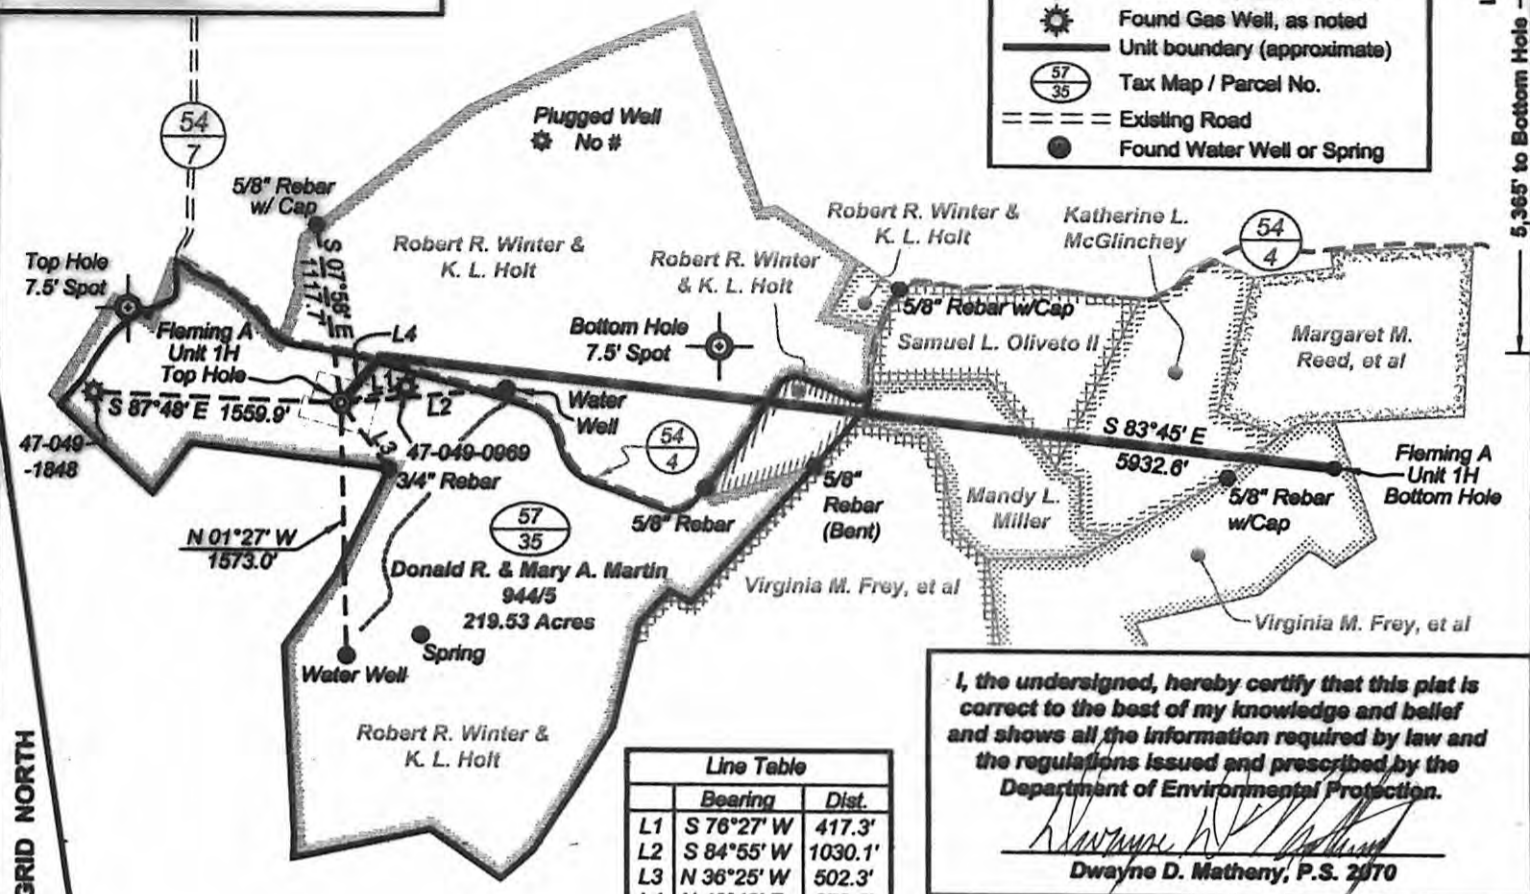 Found Gas Well, as noted
Unit boundary (approximate)
57
35
Tax Map / Parcel No.
Existing Road
Found Water Well or Spring
5,365' to Bottom Hole
54
7
Plugged Well
No #
5/8" Rebar
w/ Cap
Robert R. Winter &
K. L. Holt
Robert R. Winter
& K. L. Holt
Robert R. Winter &
K. L. Holt
Katherine L.
McGlinchey
54
4
Top Hole
7.5' Spot
S 07°58' E
1117.7'
Fleming A
Unit 1H
Top Hole
L4
Bottom Hole
7.5' Spot
5/8" Rebar w/Cap
Samuel L. Oliveto II
Margaret M.
Reed, et al
S 87°48' E 1559.9'
L1
L2
L3
Water
Well
47-049
-1848
47-049-0969
3/4" Rebar
54
4
S 83°45' E
5932.6'
Fleming A
Unit 1H
Bottom Hole
5/8" Rebar
5/8"
Rebar
(Bent)
Mandy L.
Miller
5/8" Rebar
w/Cap
57
35
N 01°27' W
1573.0'
Donald R. & Mary A. Martin
944/5
219.53 Acres
Virginia M. Frey, et al
Virginia M. Frey, et al
Spring
Water Well
Robert R. Winter &
K. L. Holt
GRID NORTH
Line Table
Bearing Dist.
L1 S 76°27' W 417.3'
L2 S 84°55' W 1030.1'
L3 N 36°25' W 502.3'
I, the undersigned, hereby certify that this plat is
correct to the best of my knowledge and belief
and shows all the information required by law and
the regulations issued and prescribed by the
Department of Environmental Protection.
Dwayne D. Matheny, P.S. 2070